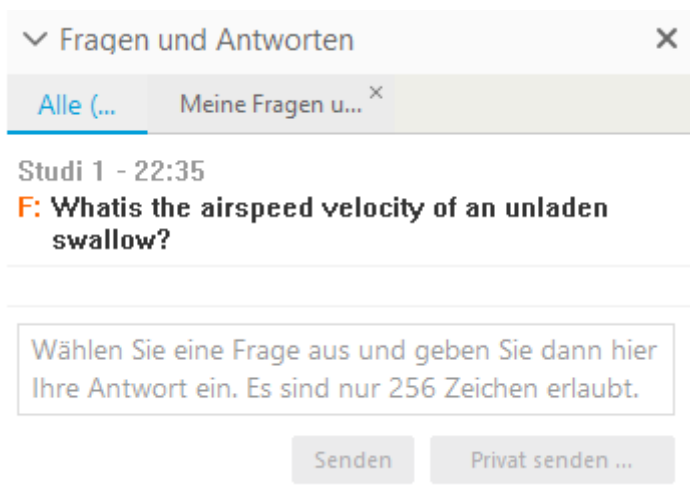 Fragen und Antworten
Alle (...
Meine Fragen u...
Studi 1 - 22:35
F: Whatis the airspeed velocity of an unladen
swallow?
Wählen Sie eine Frage aus und geben Sie dann hier
Ihre Antwort ein. Es sind nur 256 Zeichen erlaubt.
Senden
Privat senden ...